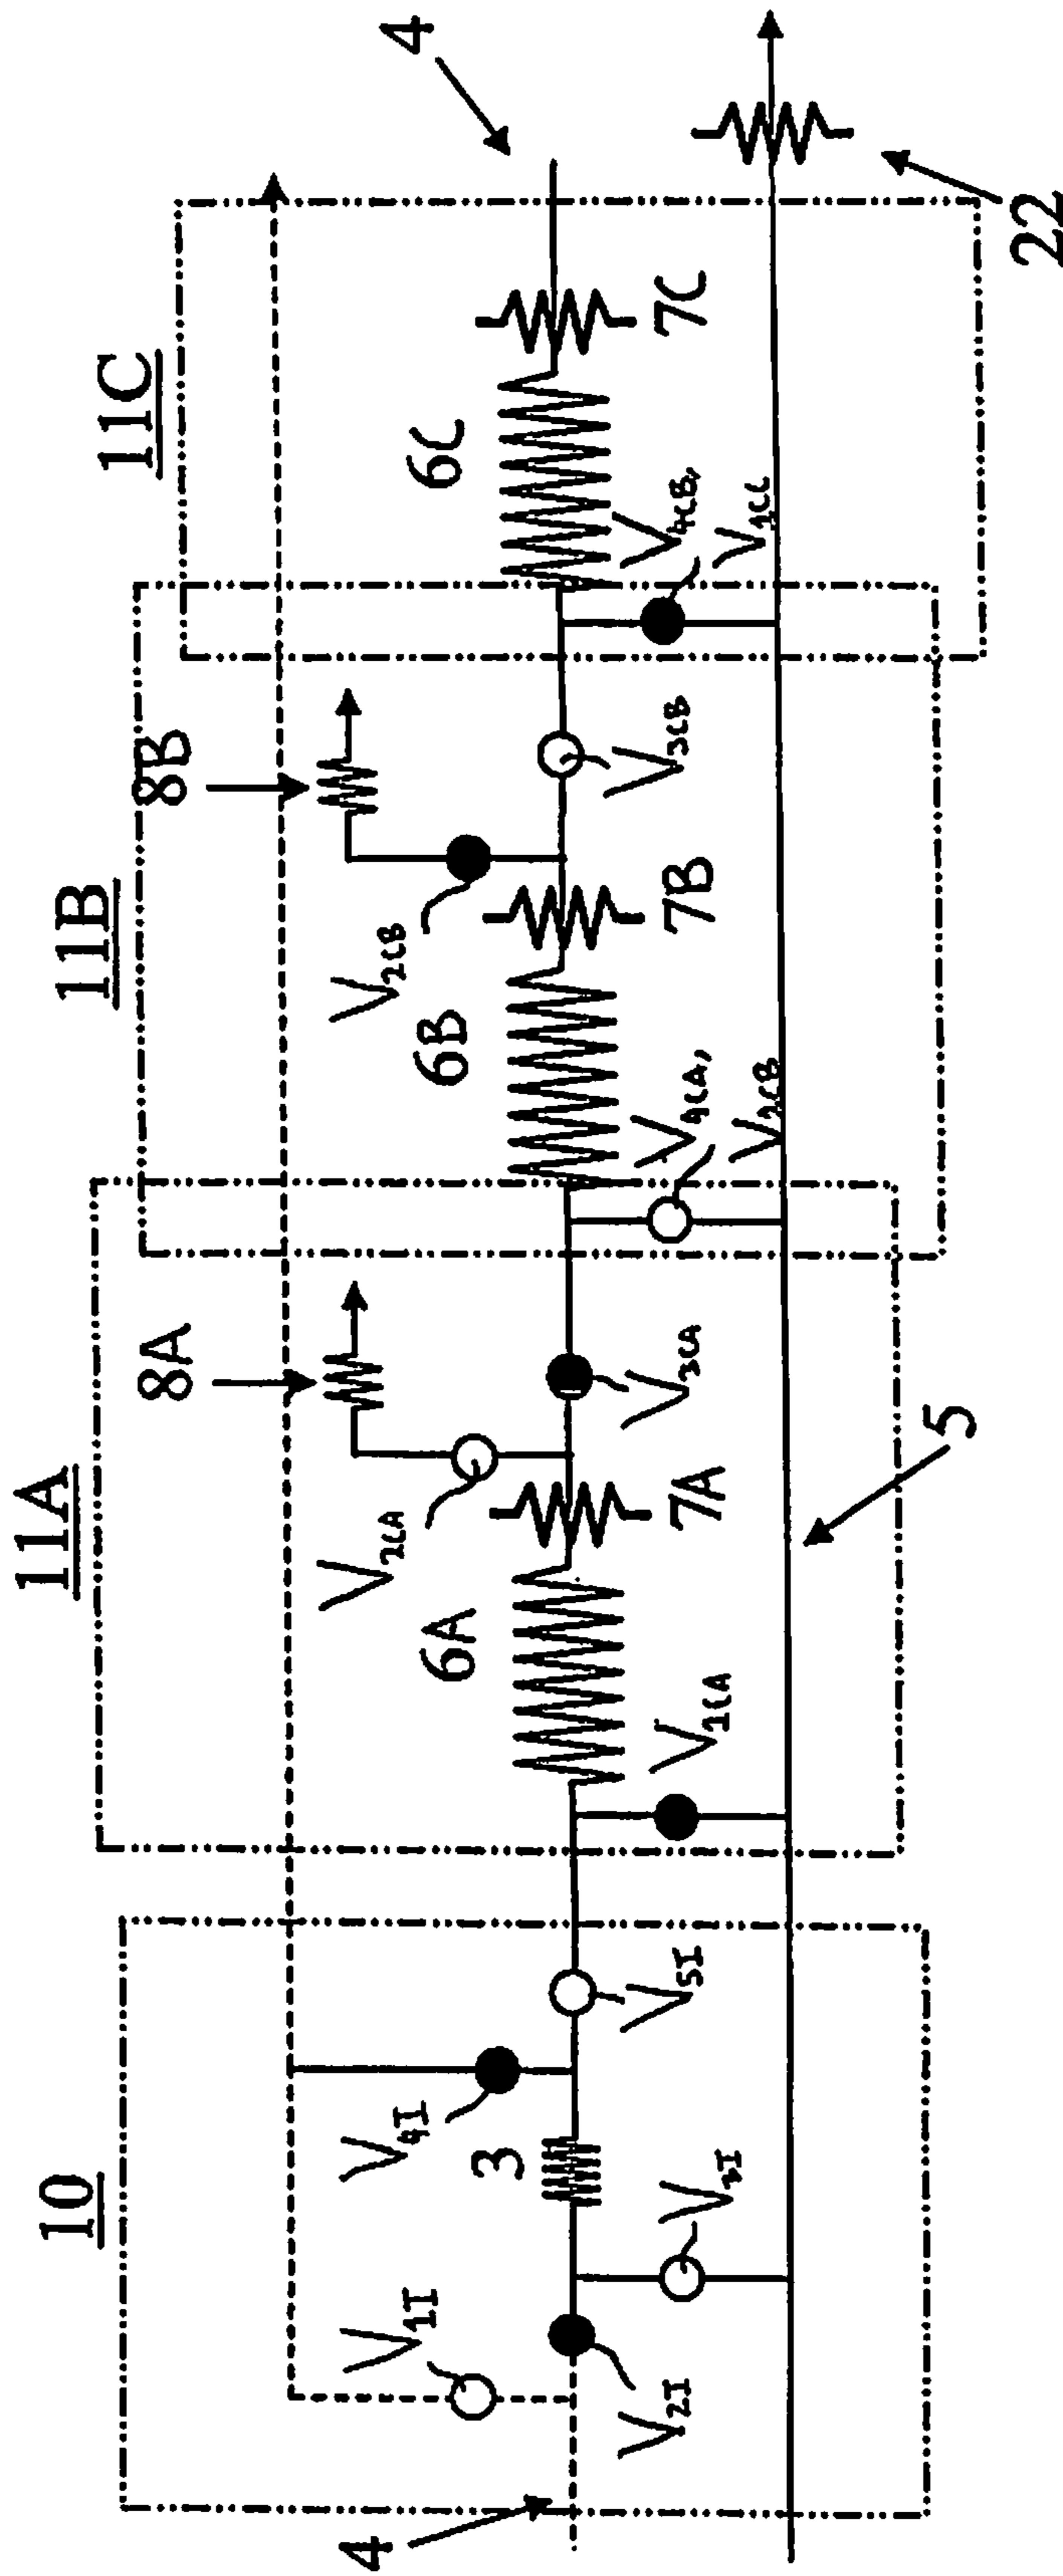 10
11A
11B
11C
8A
8B
4
4
V1I
V4I
3
V2CA
6A
V2CB
6B
6C
V2I
V3I
V5I
V1CA
7A
V3CA
V4CA,
V1CB
7B
V3CB
V4CB,
V1CC
7C
5
22